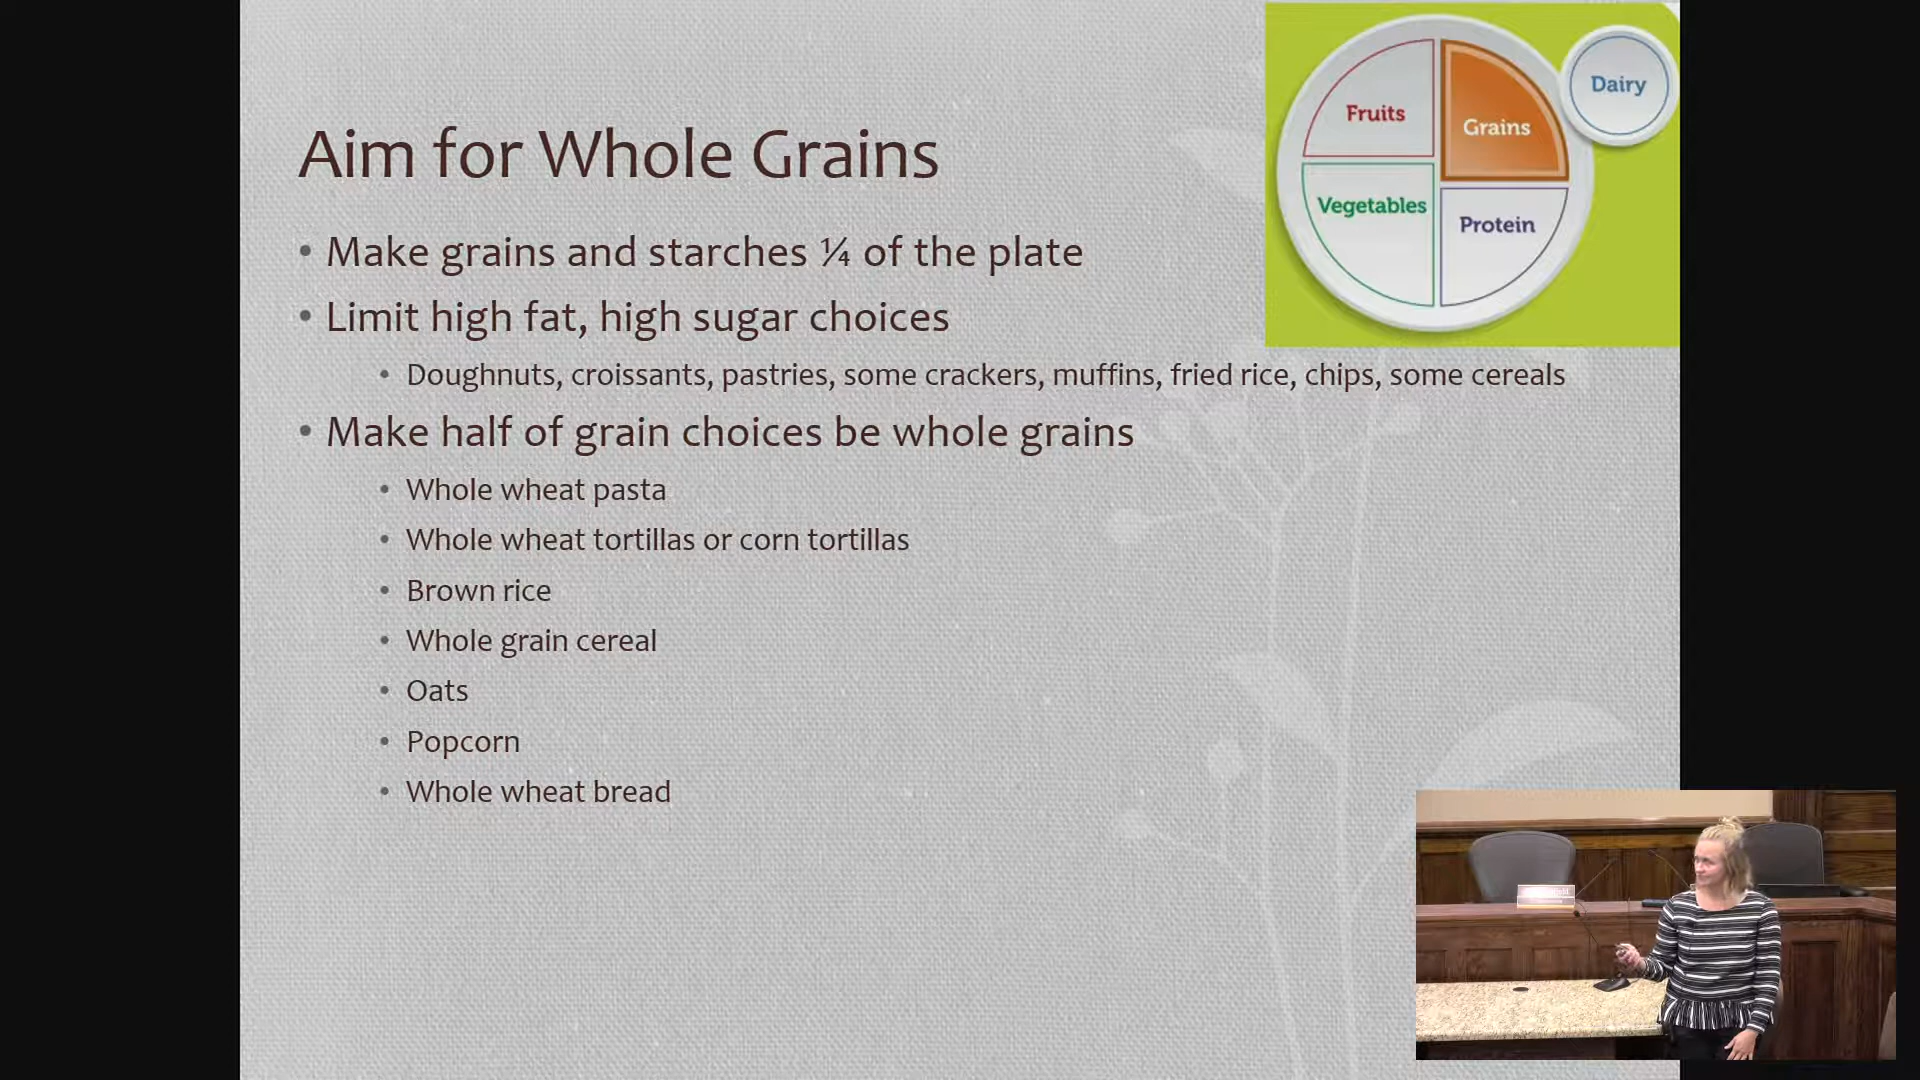 Aim for Whole Grains
• Make grains and starches ¼ of the plate
• Limit high fat, high sugar choices
• Doughnuts, croissants, pastries, some crackers, muffins, fried rice, chips, some cereals
• Make half of grain choices be whole grains
• Whole wheat pasta
• Whole wheat tortillas or corn tortillas
• Brown rice
• Whole grain cereal
• Oats
• Popcorn
• Whole wheat bread
Fruits
Grains
Dairy
Vegetables
Protein